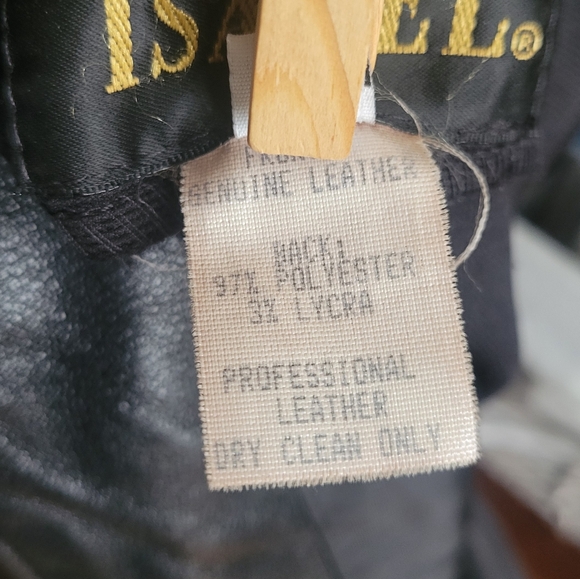 GENUINE LEATHER
BACK:
97% POLYESTER
3% LYCRA
PROFESSIONAL
LEATHER
DRY CLEAN ONLY